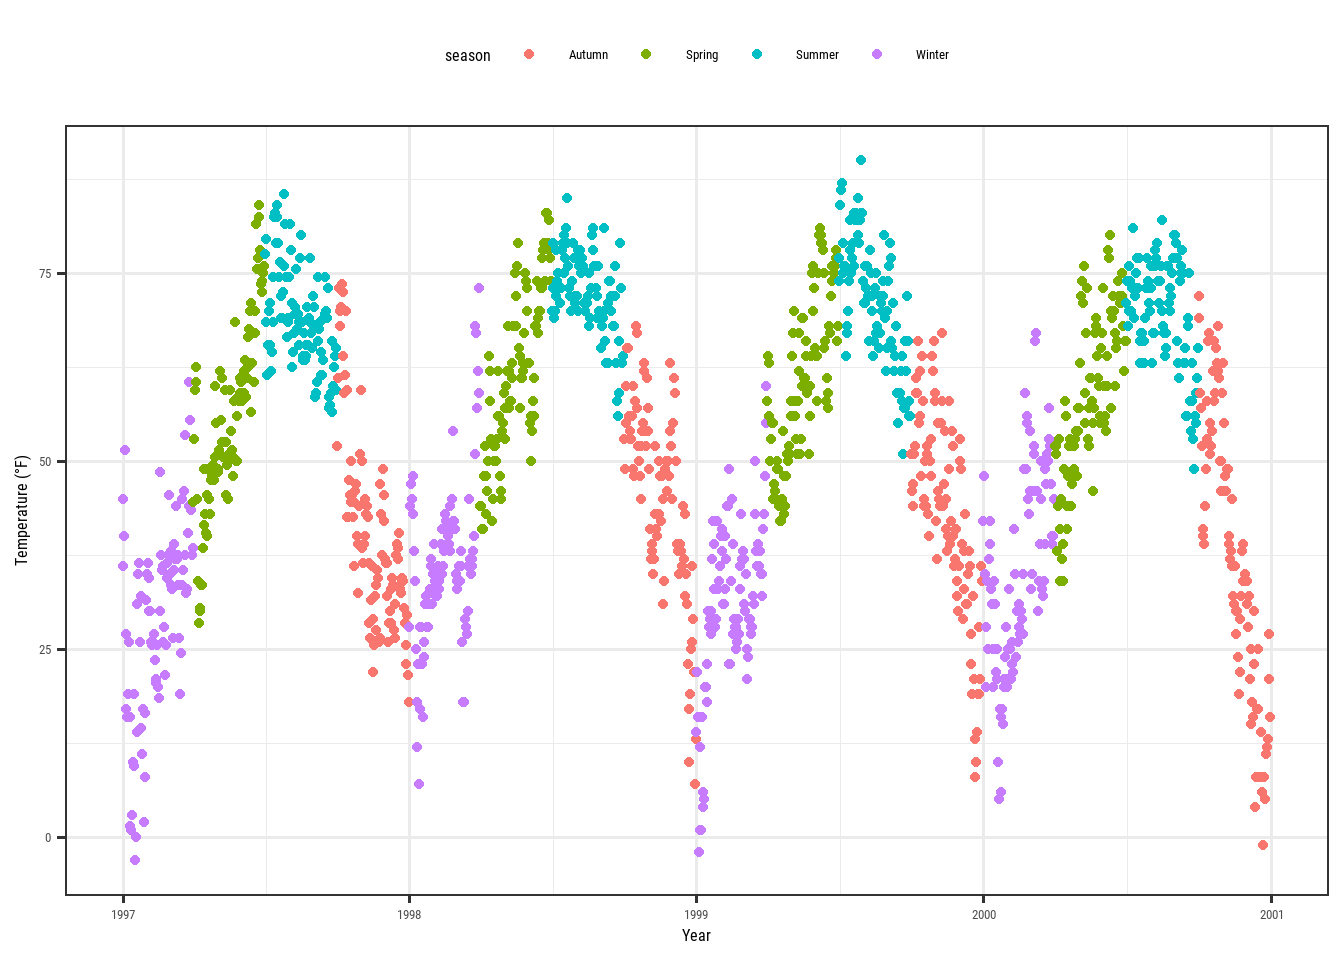 season Autumn Spring Summer Winter
75
50
25
0
Temperature (°F)
1997 1998 1999 2000 2001
Year